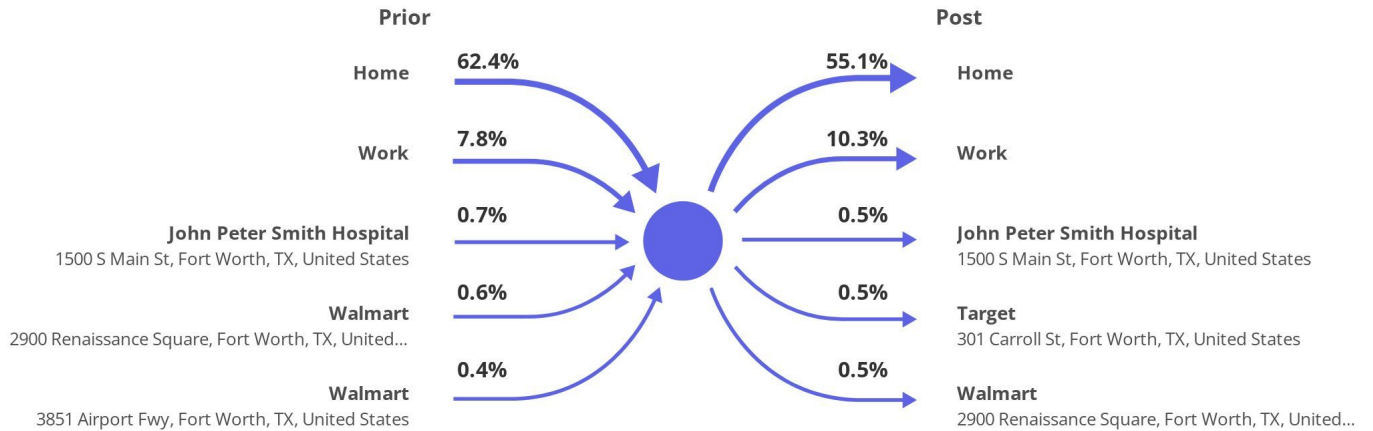 Prior
Post
Home
62.4%
55.1%
Home
Work
7.8%
10.3%
Work
John Peter Smith Hospital
1500 S Main St, Fort Worth, TX, United States
0.7%
0.5%
John Peter Smith Hospital
1500 S Main St, Fort Worth, TX, United States
Walmart
2900 Renaissance Square, Fort Worth, TX, United...
0.6%
0.5%
Target
301 Carroll St, Fort Worth, TX, United States
Walmart
3851 Airport Fwy, Fort Worth, TX, United States
0.4%
0.5%
Walmart
2900 Renaissance Square, Fort Worth, TX, United...